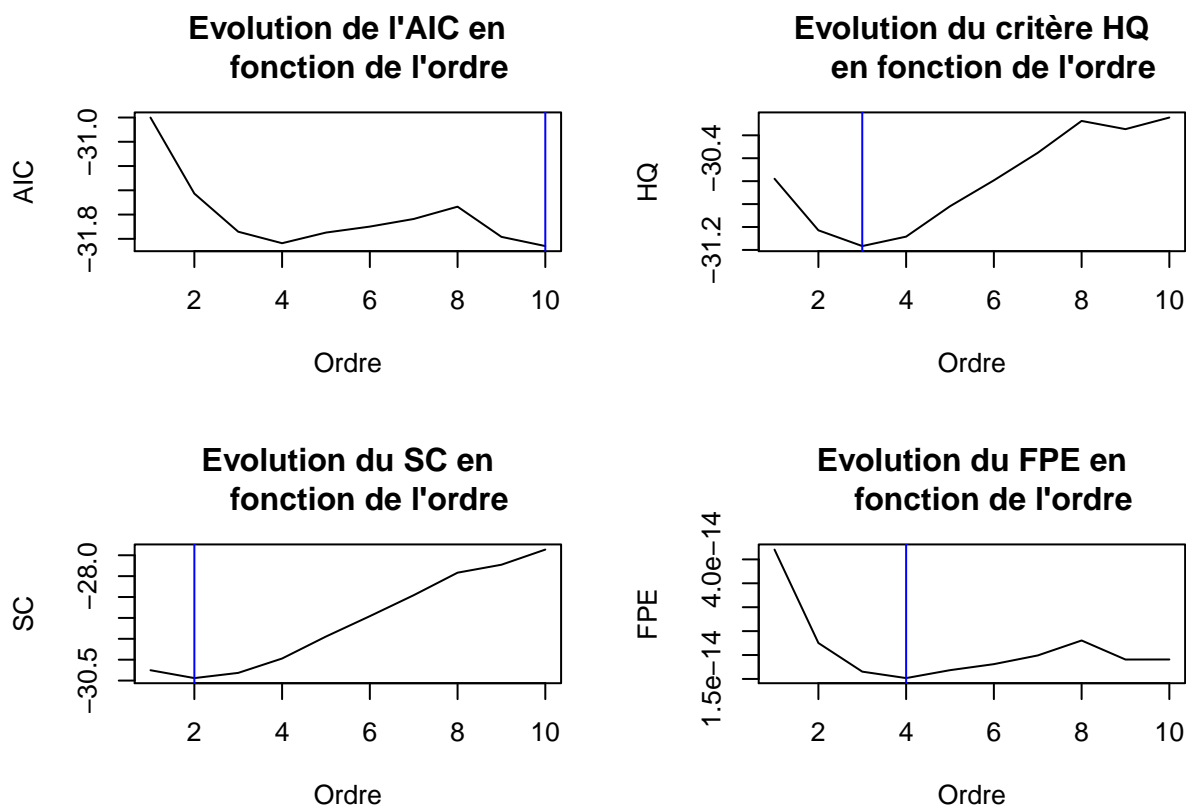 Evolution de l'AIC en
fonction de l'ordre
AIC
−31.0
−31.8
−31.8
2 4 6 8 10
Ordre
Evolution du critère HQ
en fonction de l'ordre
HQ
−30.4
−31.2
2 4 6 8 10
Ordre
Evolution du SC en
fonction de l'ordre
SC
−28.0
−30.5
2 4 6 8 10
Ordre
Evolution du FPE en
fonction de l'ordre
FPE
4.0e−14
1.5e−14
2 4 6 8 10
Ordre